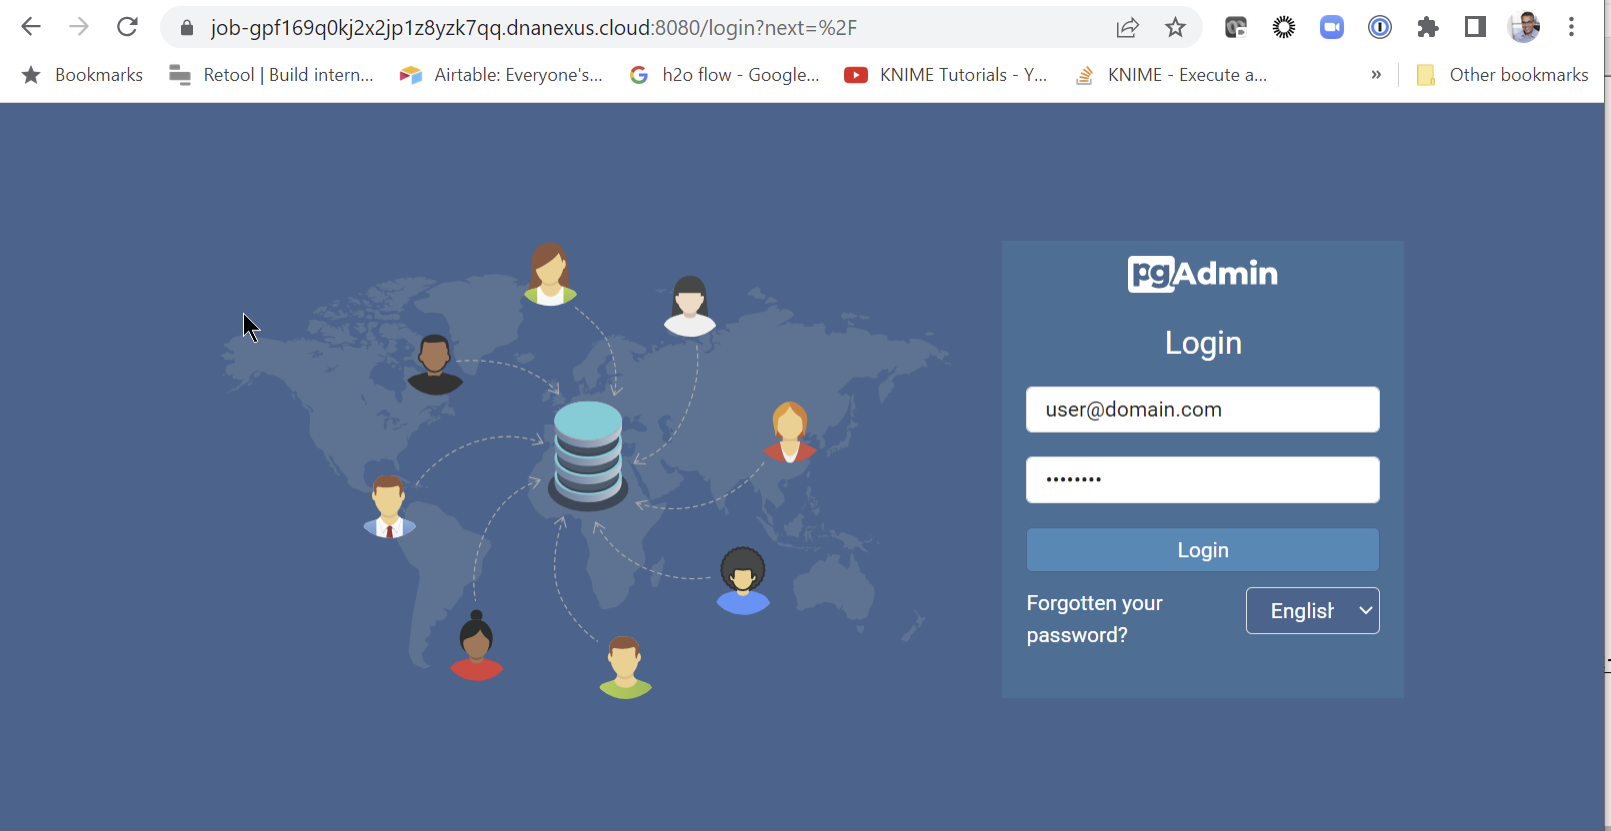 job-gpf169q0kj2x2jp1z8yzk7qq.dnanexus.cloud:8080/login?next=%2F
Bookmarks Retool | Build intern... Airtable: Everyone's... h2o flow - Google... KNIME Tutorials - Y... KNIME - Execute a... » Other bookmarks
pgAdmin
Login
user@domain.com
••••••••
Login
Forgotten your password?
English